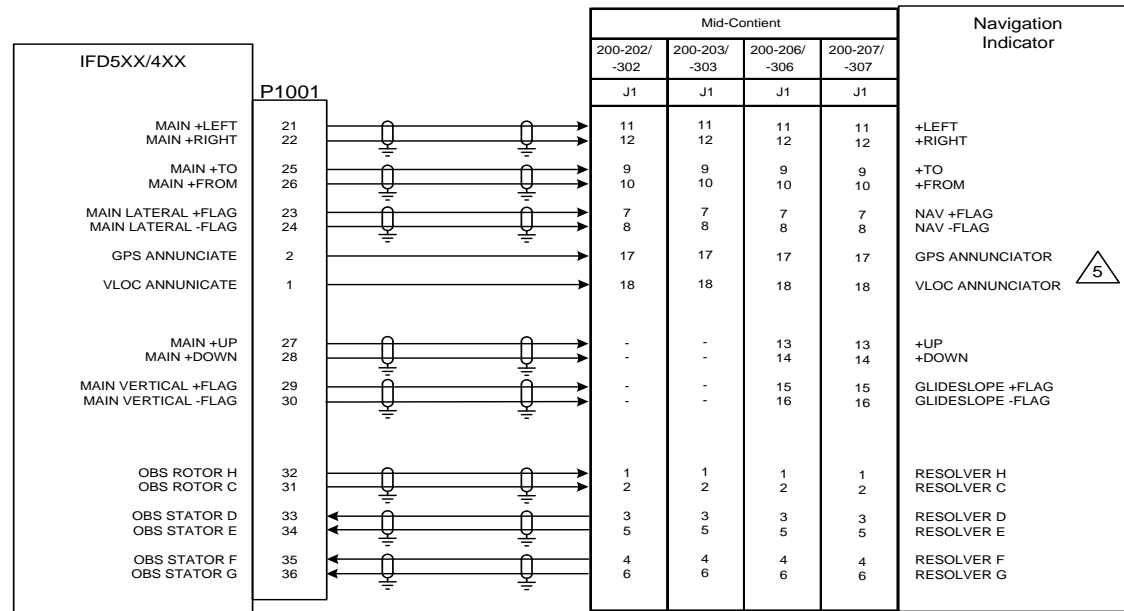 Mid-Contient
Navigation
Indicator
IFD5XX/4XX
200-202/
-302
200-203/
-303
200-206/
-306
200-207/
-307
P1001
J1 J1 J1 J1
MAIN +LEFT 21 11 11 11 11 +LEFT
MAIN +RIGHT 22 12 12 12 12 +RIGHT
MAIN +TO 25 9 9 9 9 +TO
MAIN +FROM 26 10 10 10 10 +FROM
MAIN LATERAL +FLAG 23 7 7 7 7 NAV +FLAG
MAIN LATERAL -FLAG 24 8 8 8 8 NAV -FLAG
GPS ANNUNCIATE 2 17 17 17 17 GPS ANNUNCIATOR
5
VLOC ANNUNICATE 1 18 18 18 18 VLOC ANNUNCIATOR
MAIN +UP 27 - - 13 13 +UP
MAIN +DOWN 28 - - 14 14 +DOWN
MAIN VERTICAL +FLAG 29 - - 15 15 GLIDESLOPE +FLAG
MAIN VERTICAL -FLAG 30 - - 16 16 GLIDESLOPE -FLAG
OBS ROTOR H 32 1 1 1 1 RESOLVER H
OBS ROTOR C 31 2 2 2 2 RESOLVER C
OBS STATOR D 33 3 3 3 3 RESOLVER D
OBS STATOR E 34 5 5 5 5 RESOLVER E
OBS STATOR F 35 4 4 4 4 RESOLVER F
OBS STATOR G 36 6 6 6 6 RESOLVER G